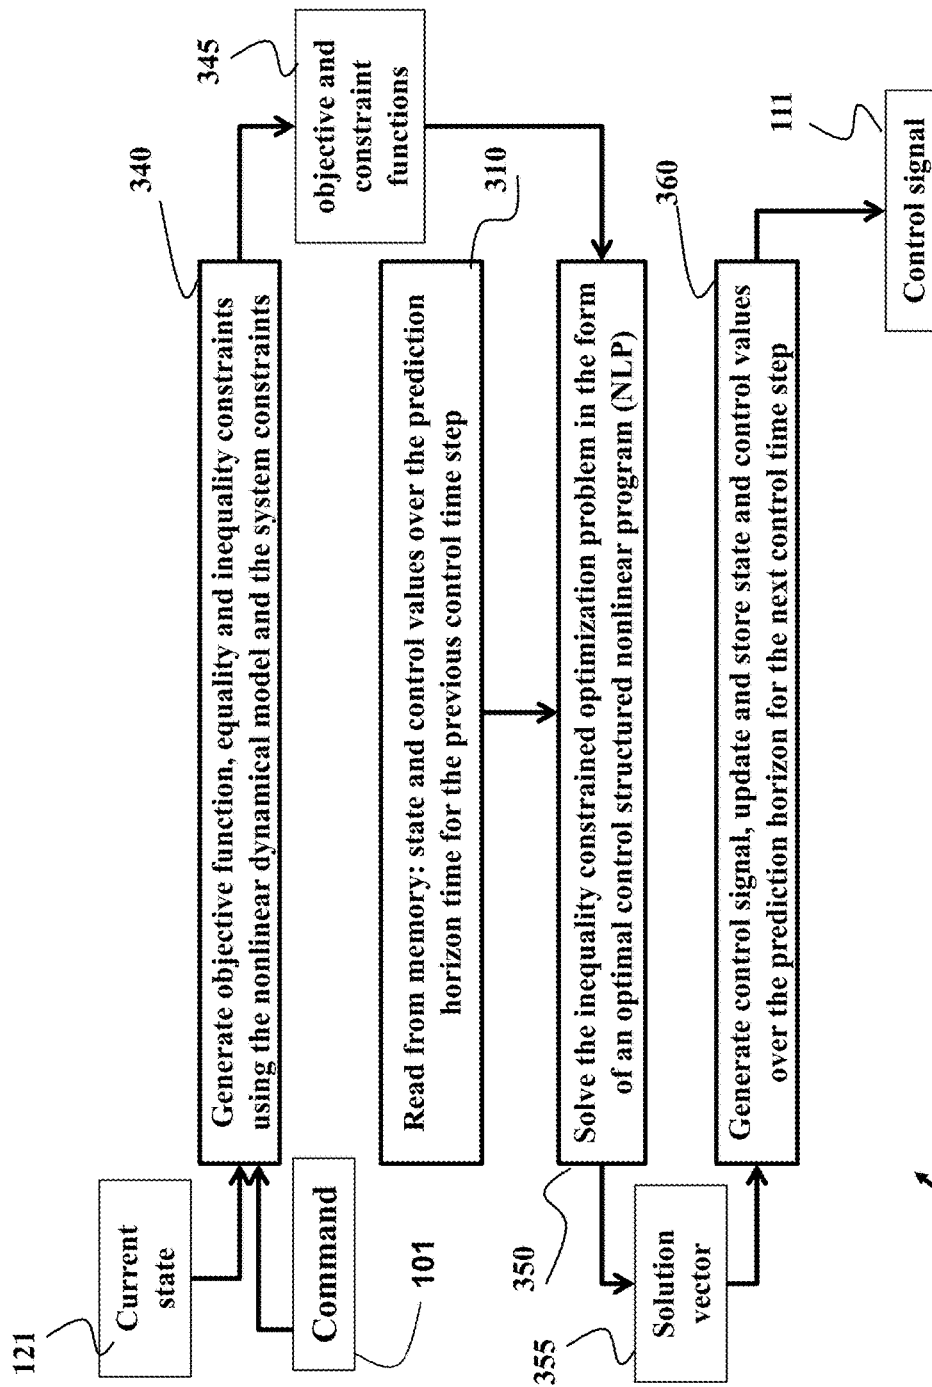 121
Current
state
Command
101
340
Generate objective function, equality and inequality constraints
using the nonlinear dynamical model and the system constraints
345
objective and
constraint
functions
310
Read from memory: state and control values over the prediction
horizon time for the previous control time step
350
Solve the inequality constrained optimization problem in the form
of an optimal control structured nonlinear program (NLP)
355
Solution
vector
360
Generate control signal, update and store state and control values
over the prediction horizon for the next control time step
111
Control signal